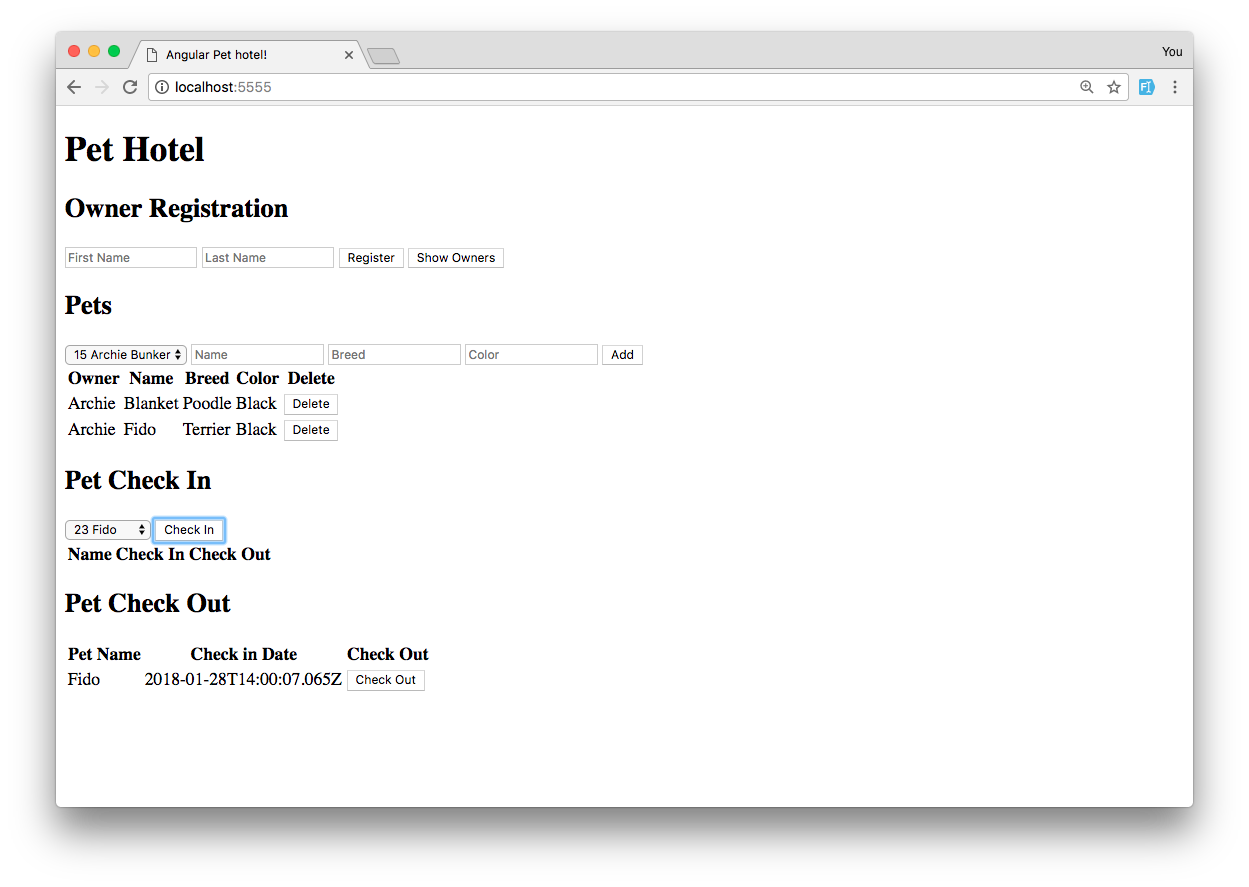 Angular Pet hotel!
You
localhost:5555
Pet Hotel
Owner Registration
First Name Last Name Register Show Owners
Pets
15 Archie Bunker Name Breed Color Add
Owner Name Breed Color Delete
Archie Blanket Poodle Black Delete
Archie Fido Terrier Black Delete
Pet Check In
23 Fido Check In
Name Check In Check Out
Pet Check Out
Pet Name Check in Date Check Out
Fido 2018-01-28T14:00:07.065Z Check Out